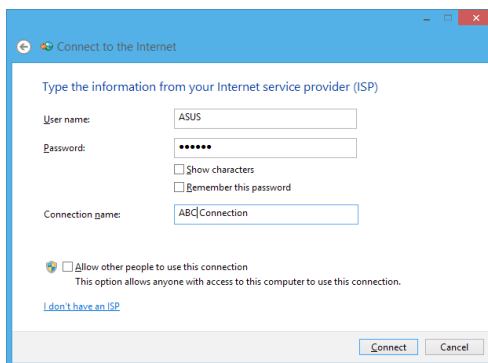 Connect to the Internet
Type the information from your Internet service provider (ISP)
User name: ASUS
Password: ••••••
Show characters
Remember this password
Connection name: ABC Connection
Allow other people to use this connection
This option allows anyone with access to this computer to use this connection.
I don't have an ISP
Connect Cancel